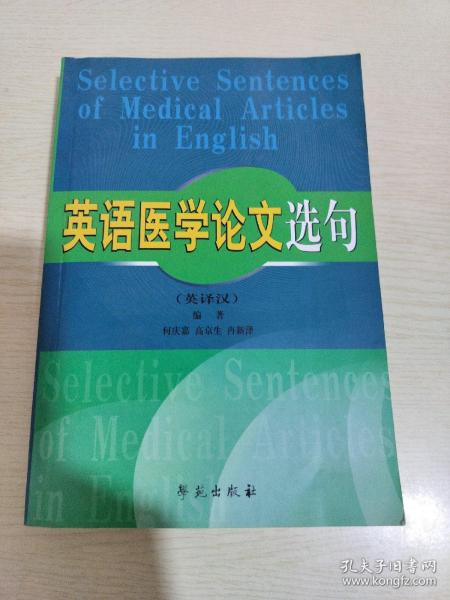 Selective Sentences
of Medical Articles
in English
英语医学论文选句
（英译汉）
编 著
何庆嘉 高京生 冉新泽
Selective Sentences
of Medical Articles
in English
學苑出版社
孔夫子旧书网
www.kongfz.com